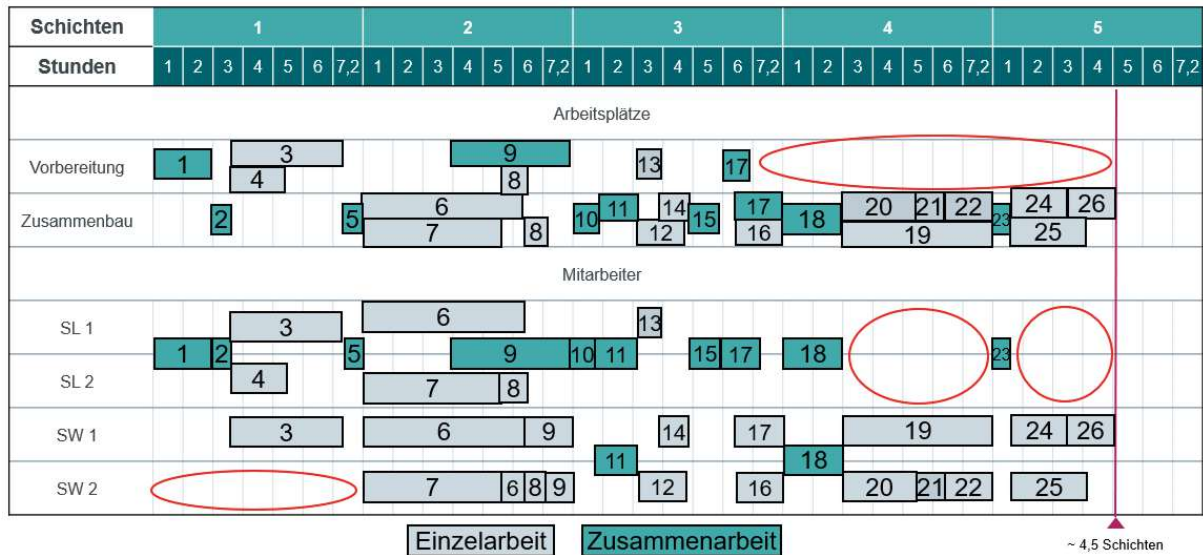 Schichten 1 2 3 4 5
Stunden 1 2 3 4 5 6 7,2 1 2 3 4 5 6 7,2 1 2 3 4 5 6 7,2 1 2 3 4 5 6 7,2 1 2 3 4 5 6 7,2
Arbeitsplätze
3 9 13 17
Vorbereitung 1
4 8
6 11 14 17 20 21 22 24 26
Zusammenbau 2 5 10 15 18 23
7 8 12 16 19 25
Mitarbeiter
SL 1 3 6 13
1 2 5 9 10 11 15 17 18 23
SL 2 4 7 8
SW 1 3 6 9 14 17 19 24 26
11 18
SW 2 7 6 8 9 12 16 20 21 22 25
Einzelarbeit Zusammenarbeit ~ 4,5 Schichten